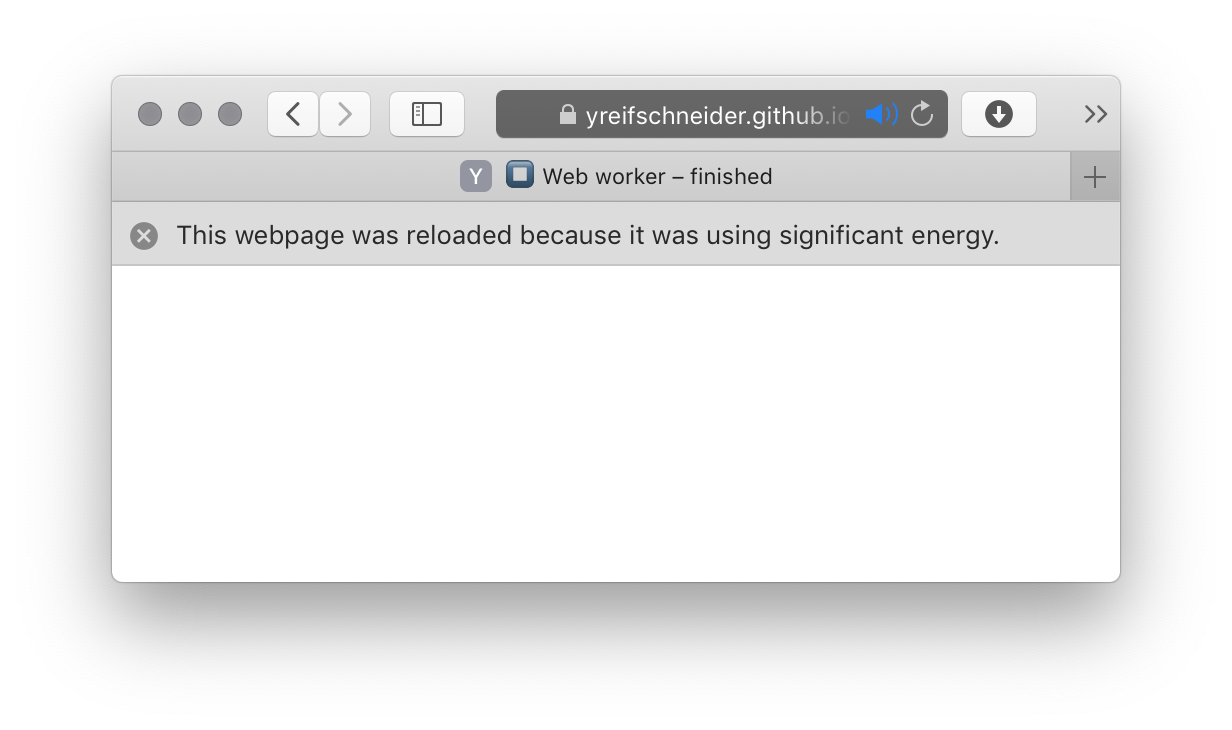 yreifschneider.github.io
Y Web worker – finished
This webpage was reloaded because it was using significant energy.